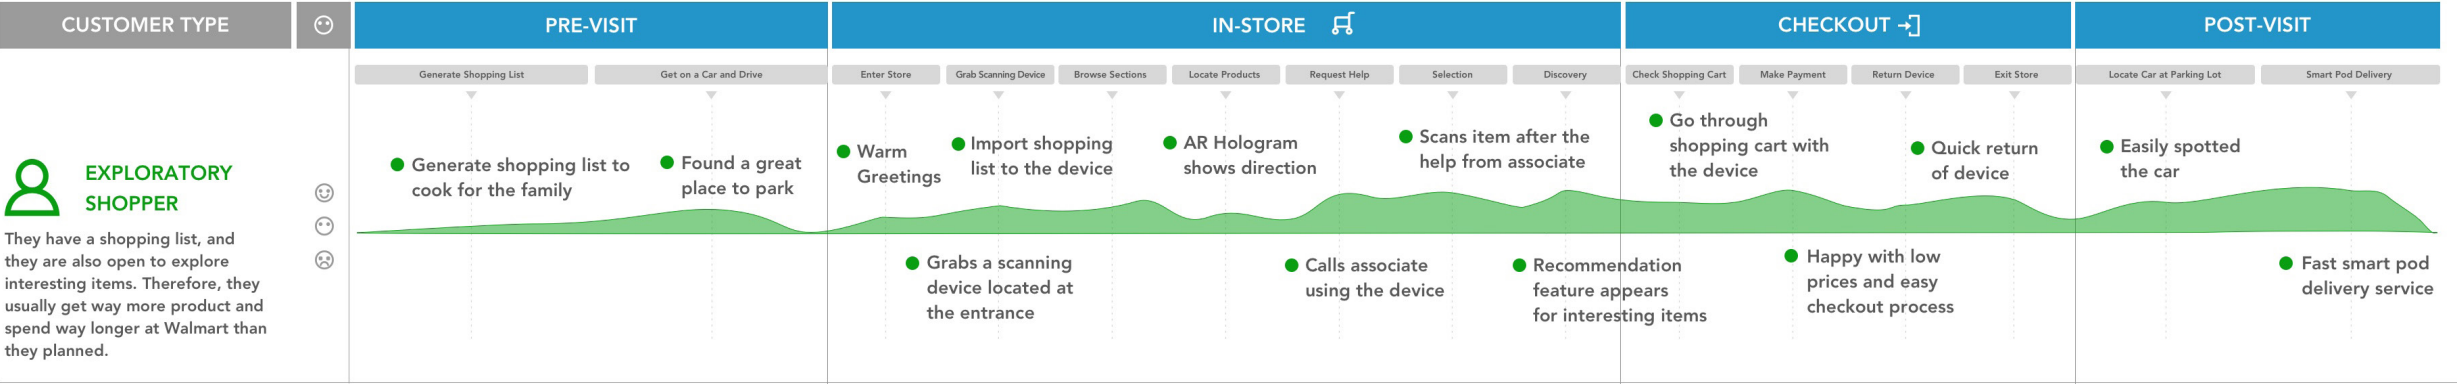 CUSTOMER TYPE
PRE-VISIT
IN-STORE
CHECKOUT
POST-VISIT
Generate Shopping List
Get on a Car and Drive
Enter Store
Grab Scanning Device
Browse Sections
Locate Products
Request Help
Selection
Discovery
Check Shopping Cart
Make Payment
Return Device
Exit Store
Locate Car at Parking Lot
Smart Pod Delivery
EXPLORATORY
SHOPPER
They have a shopping list, and
they are also open to explore
interesting items. Therefore, they
usually get way more product and
spend way longer at Walmart than
they planned.
Generate shopping list to
cook for the family
Found a great
place to park
Warm
Greetings
Import shopping
list to the device
AR Hologram
shows direction
Scans item after the
help from associate
Go through
shopping cart with
the device
Quick return
of device
Easily spotted
the car
Grabs a scanning
device located at
the entrance
Calls associate
using the device
Recommendation
feature appears
for interesting items
Happy with low
prices and easy
checkout process
Fast smart pod
delivery service